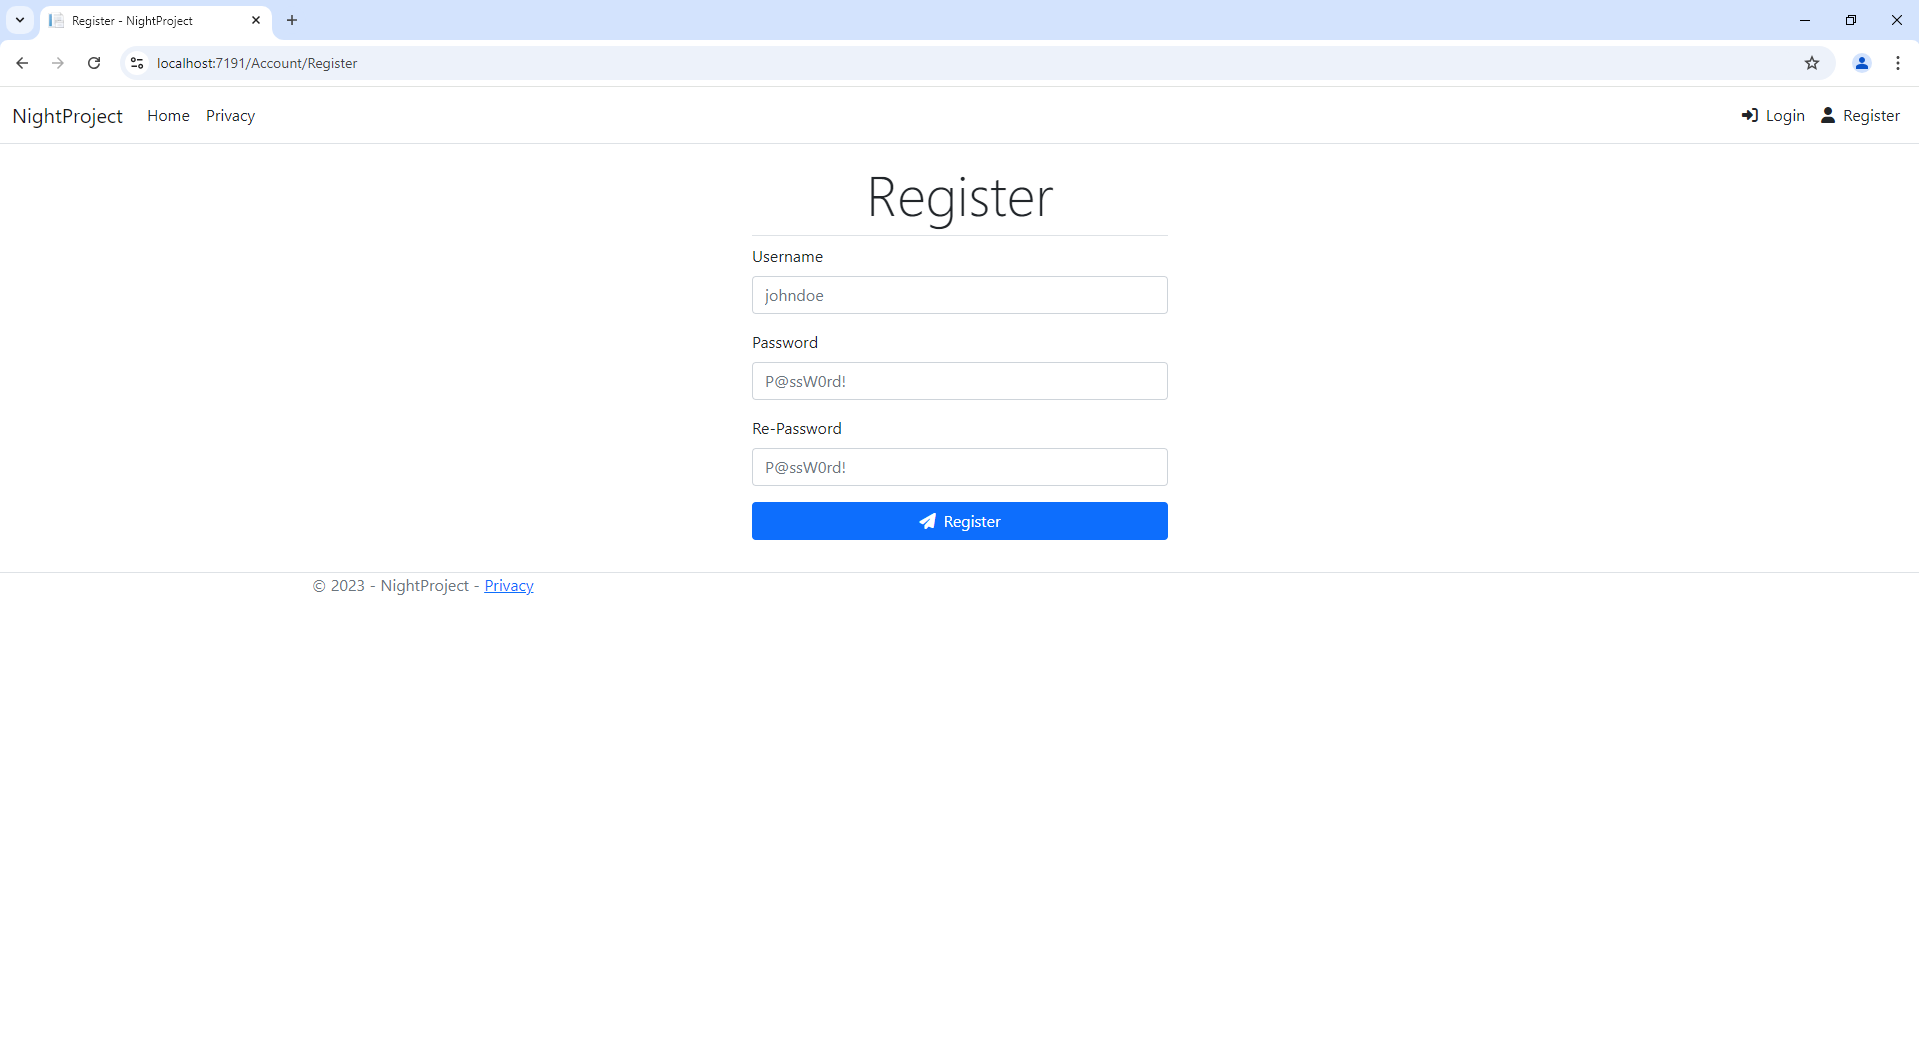 Register - NightProject
localhost:7191/Account/Register
NightProject Home Privacy Login Register
Register
Username
johndoe
Password
P@ssW0rd!
Re-Password
P@ssW0rd!
Register
© 2023 - NightProject - Privacy